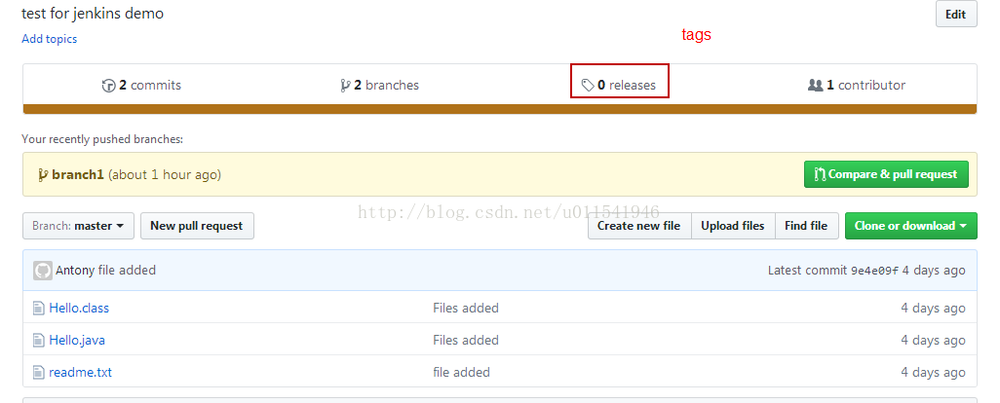 test for jenkins demo
Edit
Add topics
tags
2 commits 2 branches 0 releases 1 contributor
Your recently pushed branches:
branch1 (about 1 hour ago) Compare & pull request
http://blog.csdn.net/u011541946
Branch: master New pull request Create new file Upload files Find file Clone or download
Antony file added Latest commit 9e4e09f 4 days ago
Hello.class Files added 4 days ago
Hello.java Files added 4 days ago
readme.txt file added 4 days ago